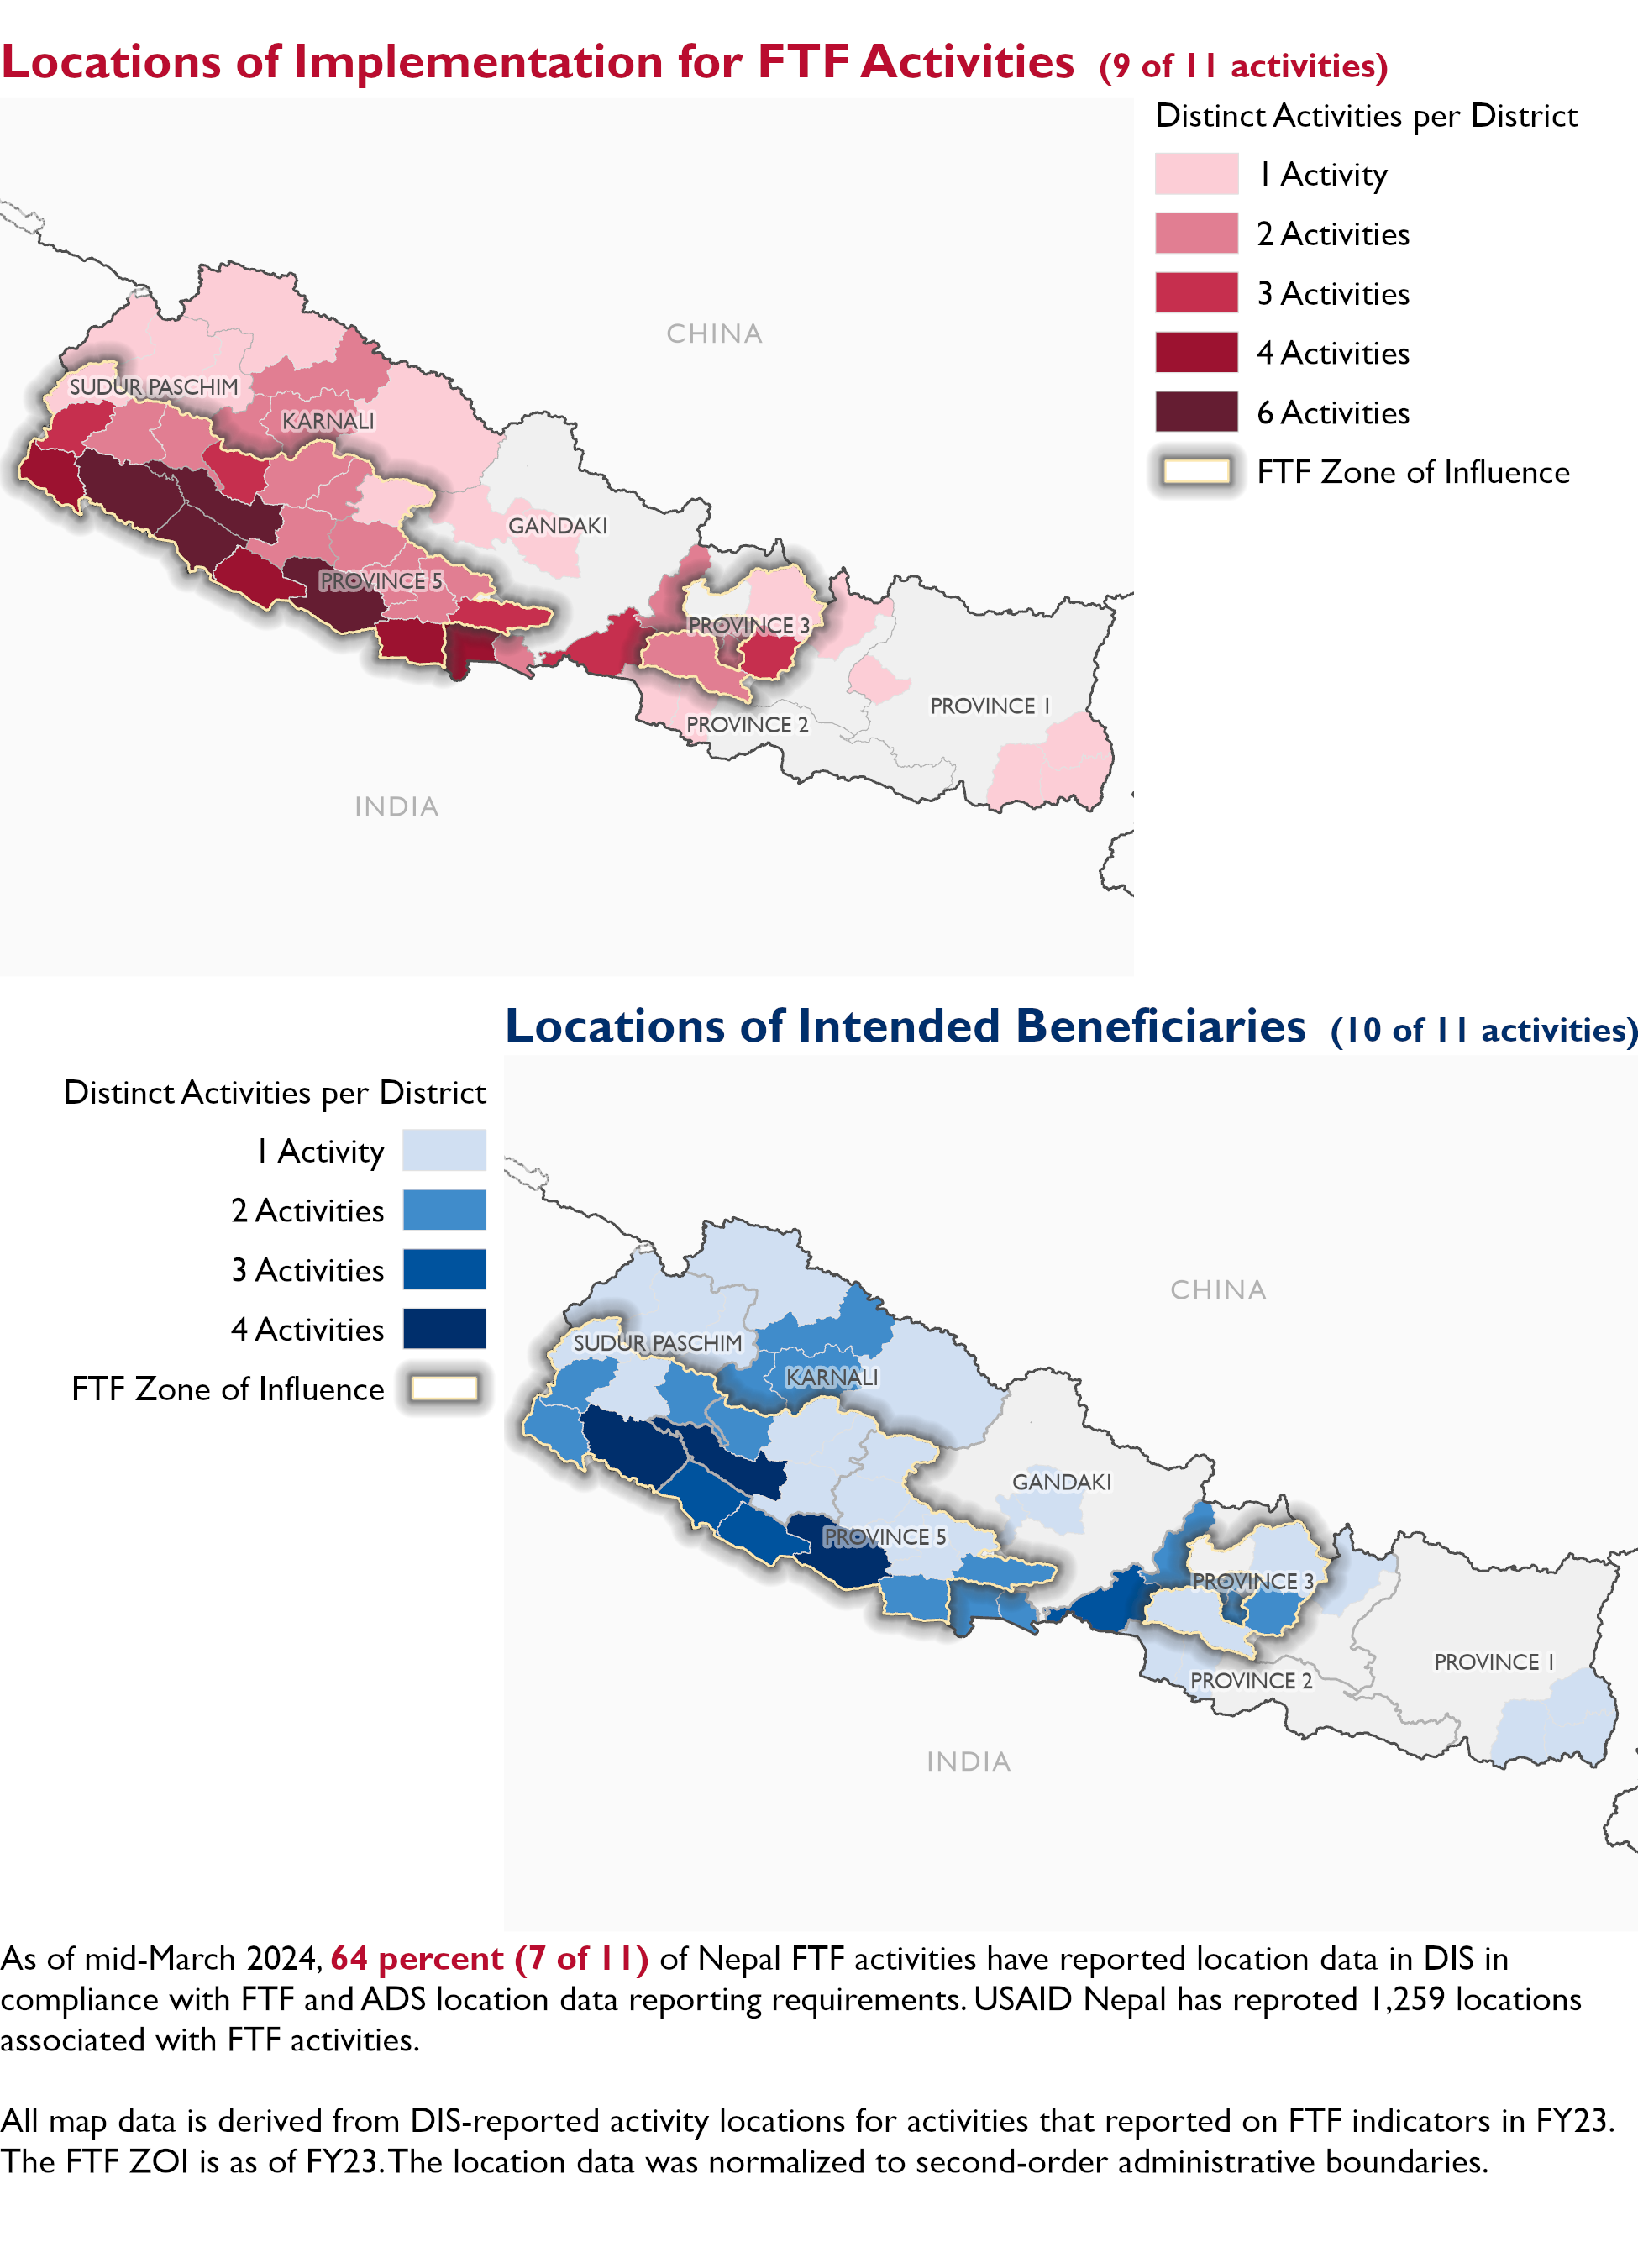 Locations of Implementation for FTF Activities (9 of 11 activities)
Distinct Activities per District
1 Activity
2 Activities
3 Activities
4 Activities
6 Activities
FTF Zone of Influence
CHINA
SUDUR PASCHIM
KARNALI
GANDAKI
PROVINCE 5
PROVINCE 3
PROVINCE 1
PROVINCE 2
INDIA
Locations of Intended Beneficiaries (10 of 11 activities)
Distinct Activities per District
1 Activity
2 Activities
3 Activities
4 Activities
FTF Zone of Influence
CHINA
SUDUR PASCHIM
KARNALI
GANDAKI
PROVINCE 5
PROVINCE 3
PROVINCE 1
PROVINCE 2
INDIA
As of mid-March 2024, 64 percent (7 of 11) of Nepal FTF activities have reported location data in DIS in
compliance with FTF and ADS location data reporting requirements. USAID Nepal has reproted 1,259 locations
associated with FTF activities.
All map data is derived from DIS-reported activity locations for activities that reported on FTF indicators in FY23.
The FTF ZOI is as of FY23. The location data was normalized to second-order administrative boundaries.